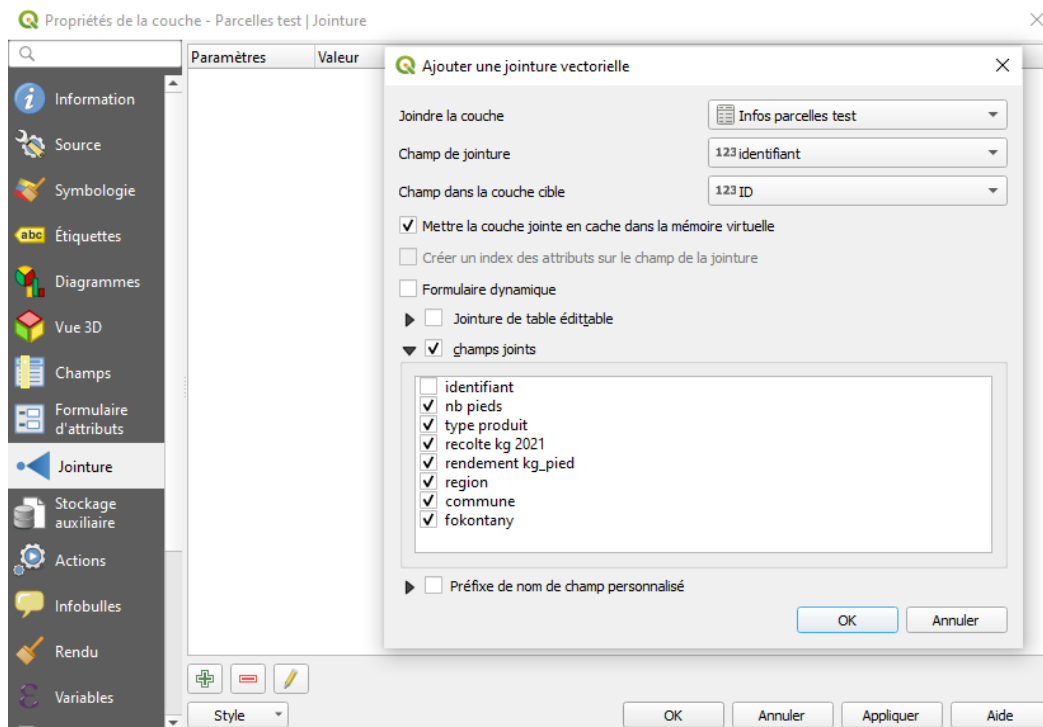 Propriétés de la couche - Parcelles test | Jointure
Paramètres Valeur
Information
Source
Symbologie
abc Étiquettes
Diagrammes
Vue 3D
Champs
Formulaire
d'attributs
Jointure
Stockage
auxiliaire
Actions
Infobulles
Rendu
Variables
Ajouter une jointure vectorielle
Joindre la couche Infos parcelles test
Champ de jointure 123 identifiant
Champ dans la couche cible 123 ID
Mettre la couche jointe en cache dans la mémoire virtuelle
Créer un index des attributs sur le champ de la jointure
Formulaire dynamique
Jointure de table édittable
champs joints
identifiant
nb pieds
type produit
recolte kg 2021
rendement kg_pied
region
commune
fokontany
Préfixe de nom de champ personnalisé
OK Annuler
Style OK Annuler Appliquer Aide